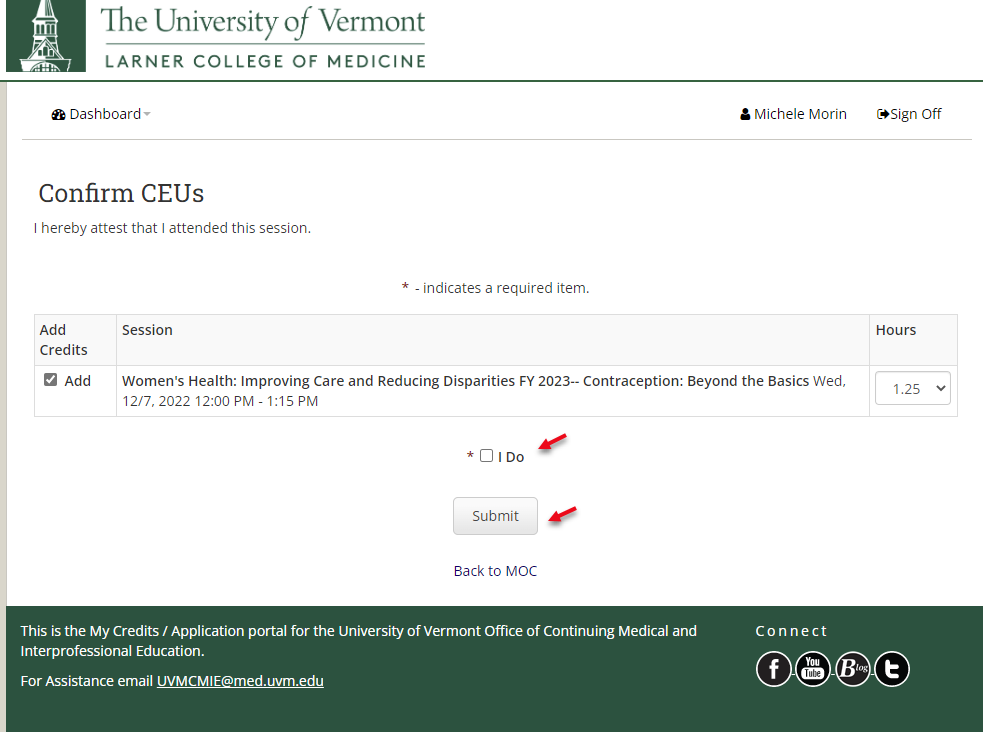 The University of Vermont
LARNER COLLEGE OF MEDICINE
Dashboard
Michele Morin
Sign Off
Confirm CEUs
I hereby attest that I attended this session.
* - indicates a required item.
Add Credits
Session
Hours
Add
Women's Health: Improving Care and Reducing Disparities FY 2023-- Contraception: Beyond the Basics Wed,
12/7, 2022 12:00 PM - 1:15 PM
1.25
* I Do
Submit
Back to MOC
This is the My Credits / Application portal for the University of Vermont Office of Continuing Medical and
Interprofessional Education.
For Assistance email UVMCMIE@med.uvm.edu
Connect
f
You Tube
Blog
t